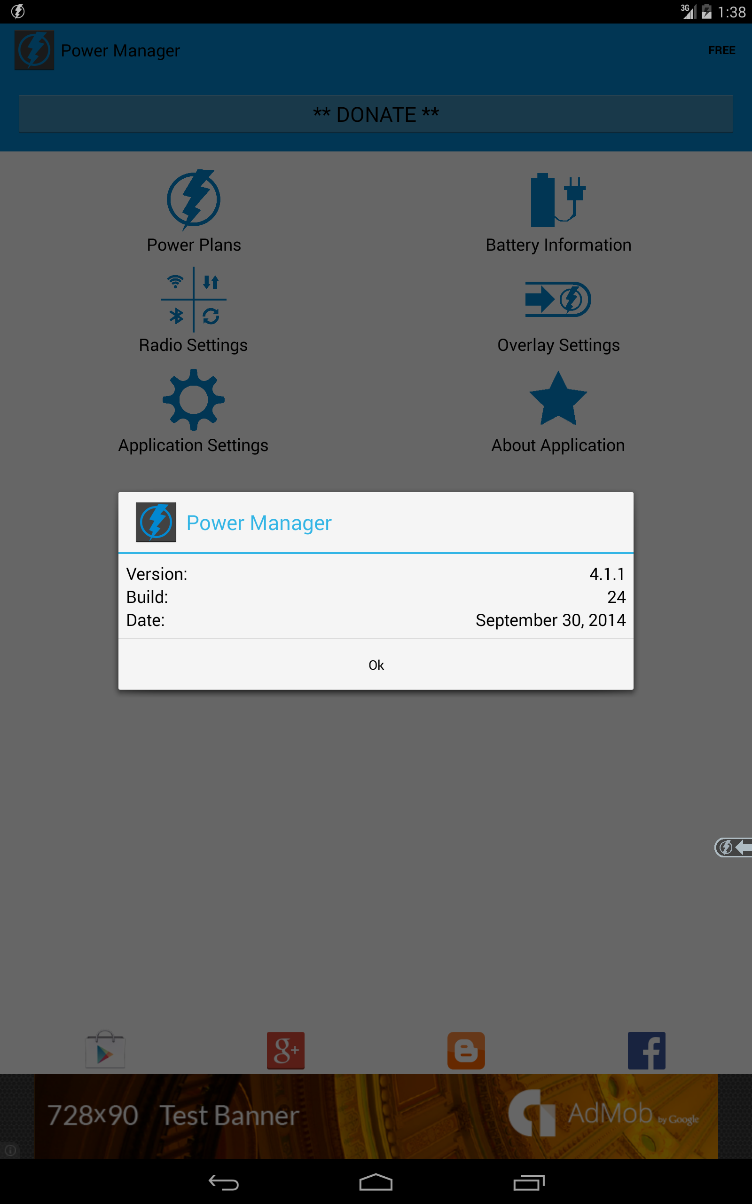 3G 1:38
Power Manager FREE
** DONATE **
Power Plans Battery Information
Radio Settings Overlay Settings
Application Settings About Application
Power Manager
Version: 4.1.1
Build: 24
Date: September 30, 2014
Ok
g+
f
728x90 Test Banner AdMob by Google